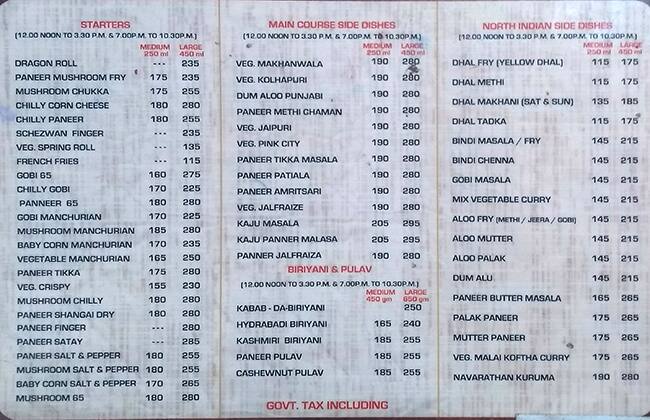 STARTERS
(12.00 NOON TO 3.30 P.M. & 7.00P.M. TO 10.30P.M.)
MEDIUM LARGE
250 ml 450 ml
DRAGON ROLL --- 235
PANEER MUSHROOM FRY 175 235
MUSHROOM CHUKKA 175 255
CHILLY CORN CHEESE 180 280
CHILLY PANEER 180 255
SCHEZWAN FINGER --- 235
VEG. SPRING ROLL --- 135
FRENCH FRIES --- 115
GOBI 65 160 275
CHILLY GOBI 170 225
PANNEER 65 180 280
GOBI MANCHURIAN 170 225
MUSHROOM MANCHURIAN 185 280
BABY CORN MANCHURIAN 170 235
VEGETABLE MANCHURIAN 165 250
PANEER TIKKA 175 280
VEG. CRISPY 155 230
MUSHROOM CHILLY 180 280
PANEER SHANGAI DRY 180 280
PANEER FINGER --- 280
PANEER SATAY --- 285
PANEER SALT & PEPPER 180 255
MUSHROOM SALT & PEPPER 180 255
BABY CORN SALT & PEPPER 170 265
MUSHROOM 65 180 280
MAIN COURSE SIDE DISHES
(12.00 NOON TO 3.30 P.M. & 7.00P.M. TO 10.30P.M.)
MEDIUM LARGE
250 ml 450 ml
VEG. MAKHANWALA 190 280
VEG. KOLHAPURI 190 280
DUM ALOO PUNJABI 190 280
PANEER METHI CHAMAN 190 280
VEG. JAIPURI 190 280
VEG. PINK CITY 190 280
PANEER TIKKA MASALA 190 280
PANEER PATIALA 190 280
PANEER AMRITSARI 190 280
VEG. JALFRAIZE 190 280
KAJU MASALA 205 295
KAJU PANNER MALASA 205 295
PANNER JALFRAIZA 190 280
BIRIYANI & PULAV
(12.00 NOON TO 3.30 P.M. & 7.00P.M. TO 10.30P.M.)
MEDIUM LARGE
450 gm 650 gm
KABAB - DA-BIRIYANI 250
HYDRABADI BIRIYANI 165 240
KASHMIRI BIRIYANI 185 255
PANEER PULAV 185 255
CASHEWNUT PULAV 185 255
GOVT. TAX INCLUDING
NORTH INDIAN SIDE DISHES
(12.00 NOON TO 3.30 P.M. & 7.00P.M. TO 10.30P.M.)
MEDIUM LARGE
250 ml 450 ml
DHAL FRY (YELLOW DHAL) 115 175
DHAL METHI 115 175
DHAL MAKHANI (SAT & SUN) 135 185
DHAL TADKA 115 175
BINDI MASALA / FRY 145 215
BINDI CHENNA 145 215
GOBI MASALA 145 215
MIX VEGETABLE CURRY 145 215
ALOO FRY (METHI / JEERA / GOBI) 145 215
ALOO MUTTER 145 215
ALOO PALAK 145 215
DUM ALU 145 215
PANEER BUTTER MASALA 165 265
PALAK PANEER 175 265
MUTTER PANEER 175 265
VEG. MALAI KOFTHA CURRY 175 265
NAVARATHAN KURUMA 190 280